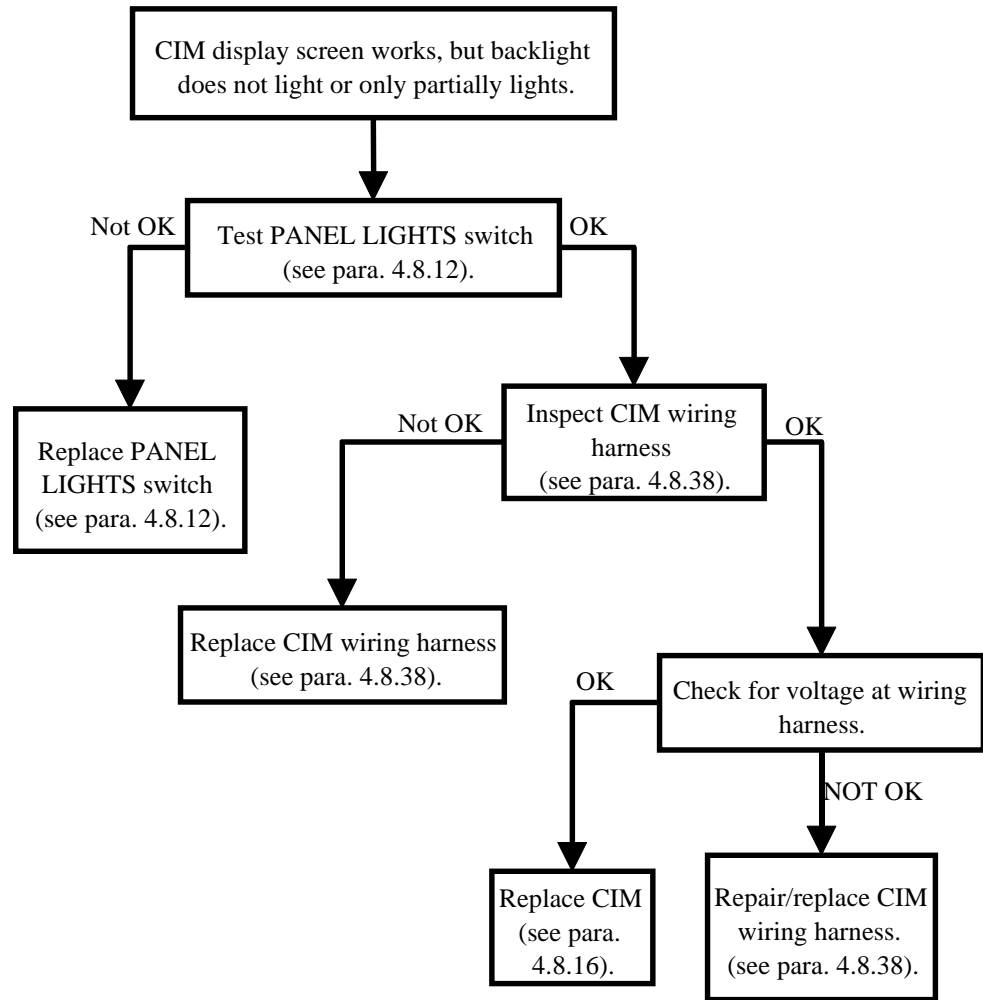 CIM display screen works, but backlight
does not light or only partially lights.
Not OK
Test PANEL LIGHTS switch
(see para. 4.8.12).
OK
Replace PANEL
LIGHTS switch
(see para. 4.8.12).
Not OK
Inspect CIM wiring
harness
(see para. 4.8.38).
OK
Replace CIM wiring harness
(see para. 4.8.38).
OK
Check for voltage at wiring
harness.
NOT OK
Replace CIM
(see para.
4.8.16).
Repair/replace CIM
wiring harness.
(see para. 4.8.38).